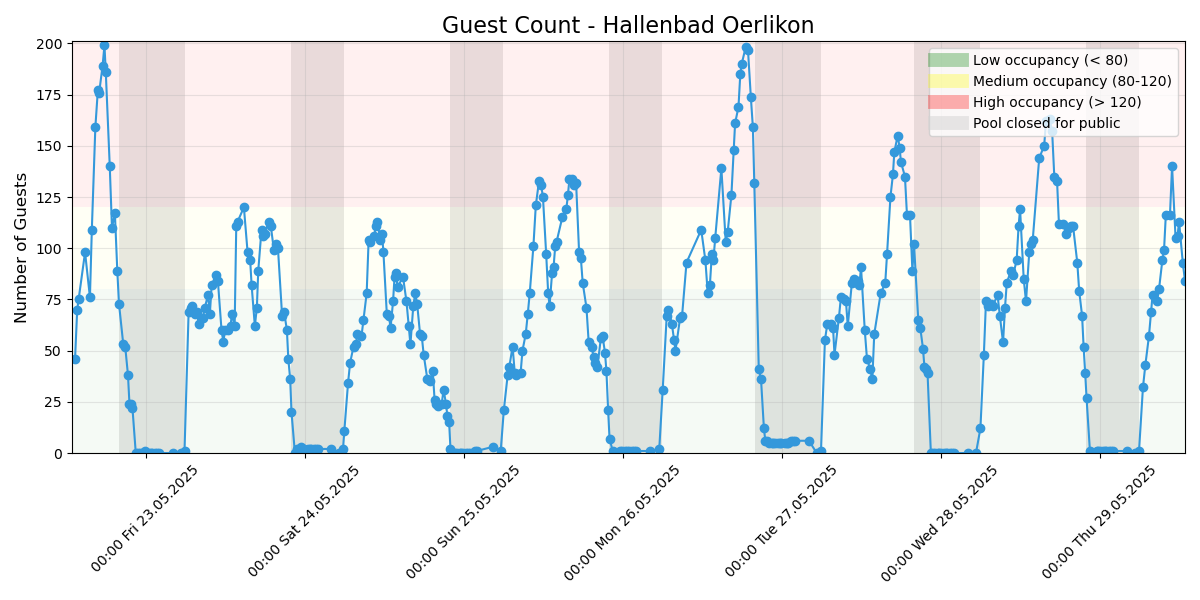 Guest Count - Hallenbad Oerlikon
Number of Guests
200
175
150
125
100
75
50
25
0
Low occupancy (< 80)
Medium occupancy (80-120)
High occupancy (> 120)
Pool closed for public
00:00 Fri 23.05.2025
00:00 Sat 24.05.2025
00:00 Sun 25.05.2025
00:00 Mon 26.05.2025
00:00 Tue 27.05.2025
00:00 Wed 28.05.2025
00:00 Thu 29.05.2025